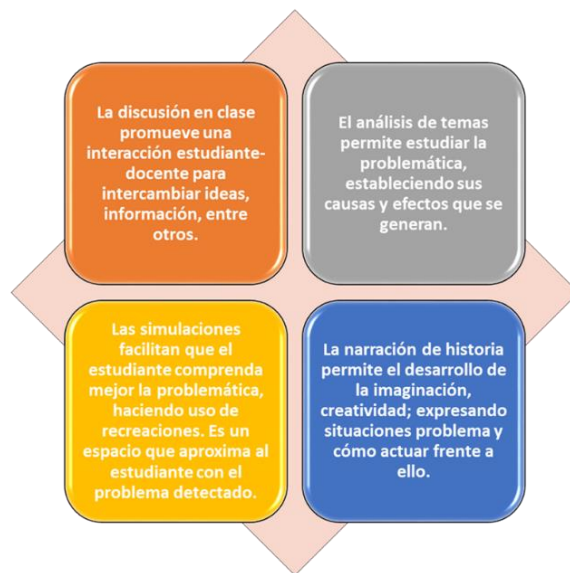 La discusión en clase
promueve una
interacción estudiante-
docente para
intercambiar ideas,
información, entre
otros.
El análisis de temas
permite estudiar la
problemática,
estableciendo sus
causas y efectos que se
generan.
Las simulaciones
facilitan que el
estudiante comprenda
mejor la problemática,
haciendo uso de
recreaciones. Es un
espacio que aproxima al
estudiante con el
problema detectado.
La narración de historia
permite el desarrollo de
la imaginación,
creatividad; expresando
situaciones problema y
cómo actuar frente a
ello.